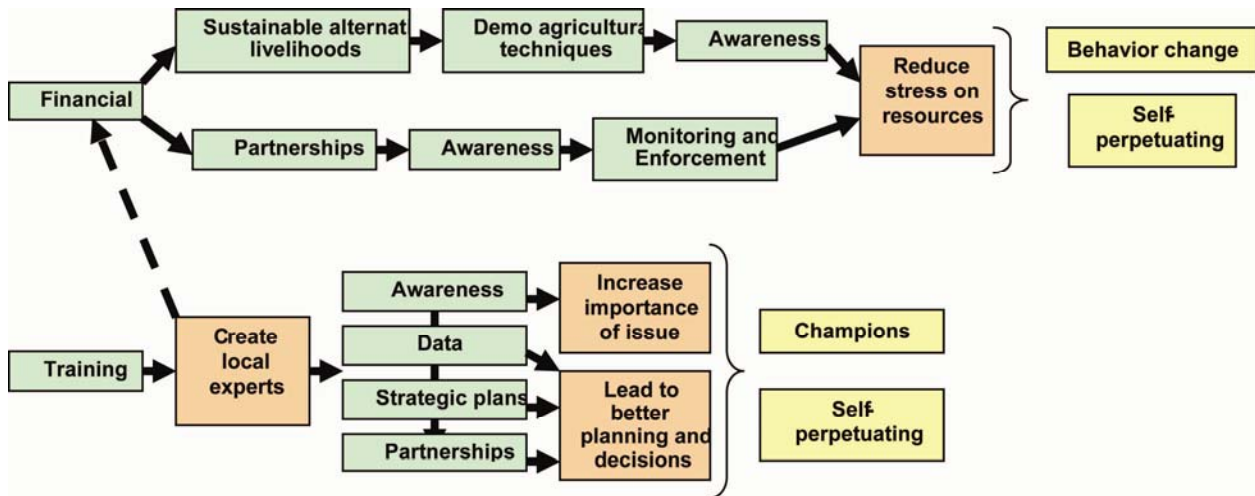 Sustainable alternat
livelihoods
Demo agricultura
techniques
Awareness
Reduce
stress on
resources
Behavior change
Self-
perpetuating
Financial
Partnerships
Awareness
Monitoring and
Enforcement
Training
Create
local
experts
Awareness
Data
Strategic plans
Partnerships
Increase
importance
of issue
Lead to
better
planning and
decisions
Champions
Self-
perpetuating